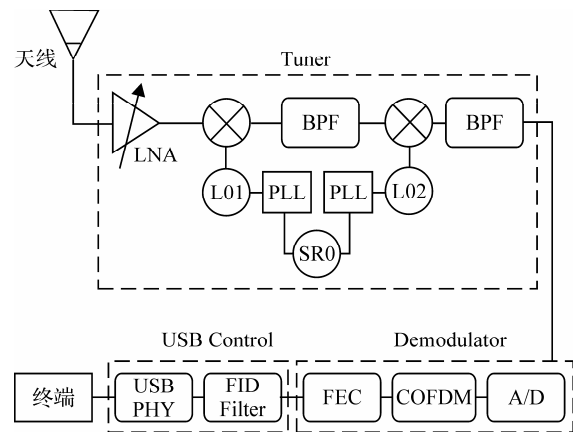 天线
Tuner
LNA
BPF
BPF
L01
PLL
PLL
L02
SR0
USB Control
Demodulator
终端
USB
PHY
FID
Filter
FEC
COFDM
A/D